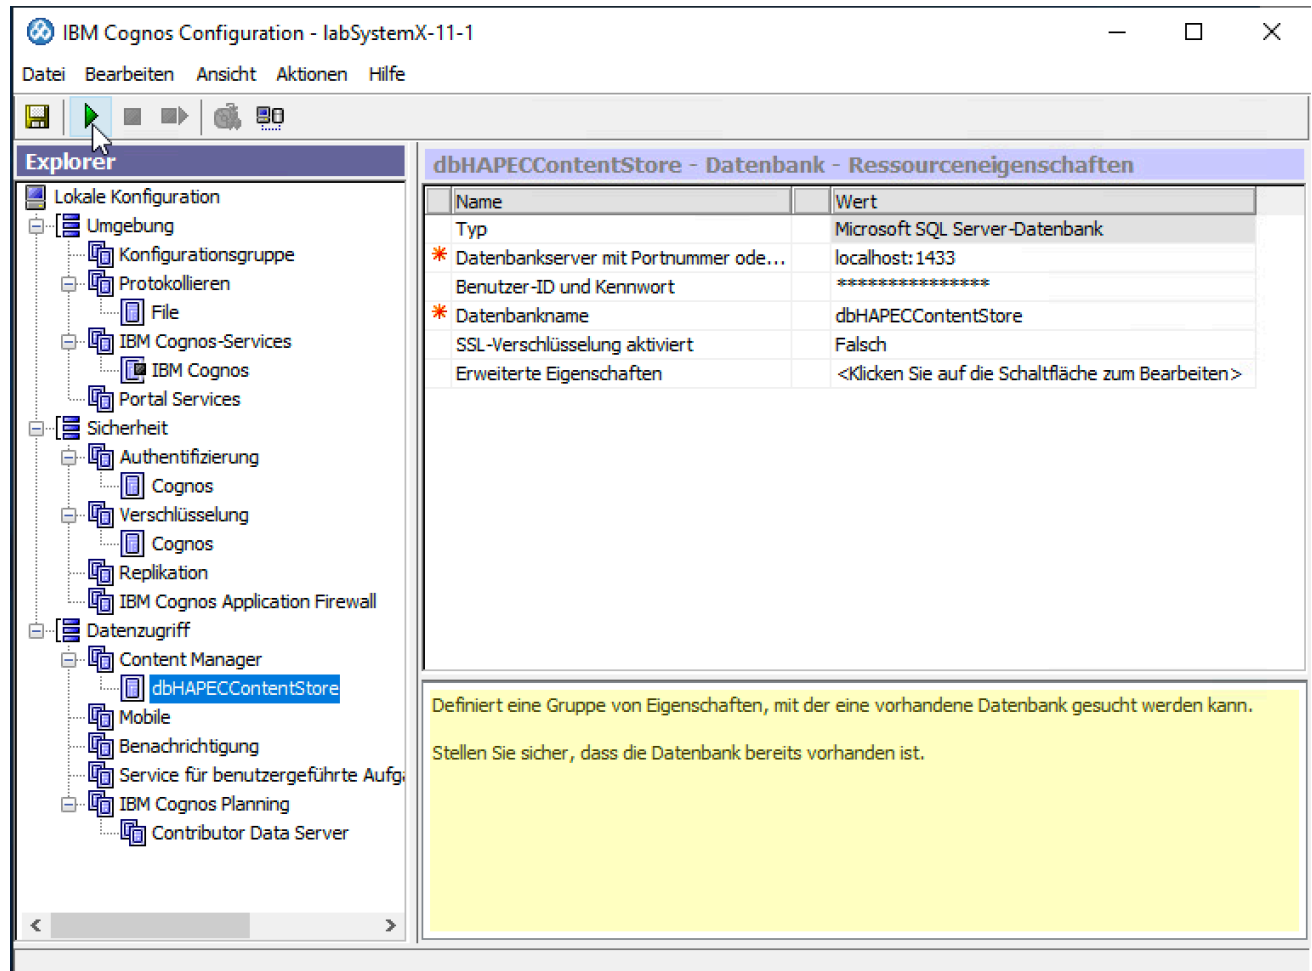 IBM Cognos Configuration - labSystemX-11-1
Datei Bearbeiten Ansicht Aktionen Hilfe
Explorer
Lokale Konfiguration
Umgebung
Konfigurationsgruppe
Protokollieren
File
IBM Cognos-Services
IBM Cognos
Portal Services
Sicherheit
Authentifizierung
Cognos
Verschlüsselung
Cognos
Replikation
IBM Cognos Application Firewall
Datenzugriff
Content Manager
dbHAPECContentStore
Mobile
Benachrichtigung
Service für benutzergeführte Aufg
IBM Cognos Planning
Contributor Data Server
dbHAPECContentStore - Datenbank - Ressourceneigenschaften
Name Wert
Typ Microsoft SQL Server-Datenbank
* Datenbankserver mit Portnummer ode... localhost:1433
Benutzer-ID und Kennwort ***************
* Datenbankname dbHAPECContentStore
SSL-Verschlüsselung aktiviert Falsch
Erweiterte Eigenschaften <Klicken Sie auf die Schaltfläche zum Bearbeiten>
Definiert eine Gruppe von Eigenschaften, mit der eine vorhandene Datenbank gesucht werden kann.
Stellen Sie sicher, dass die Datenbank bereits vorhanden ist.